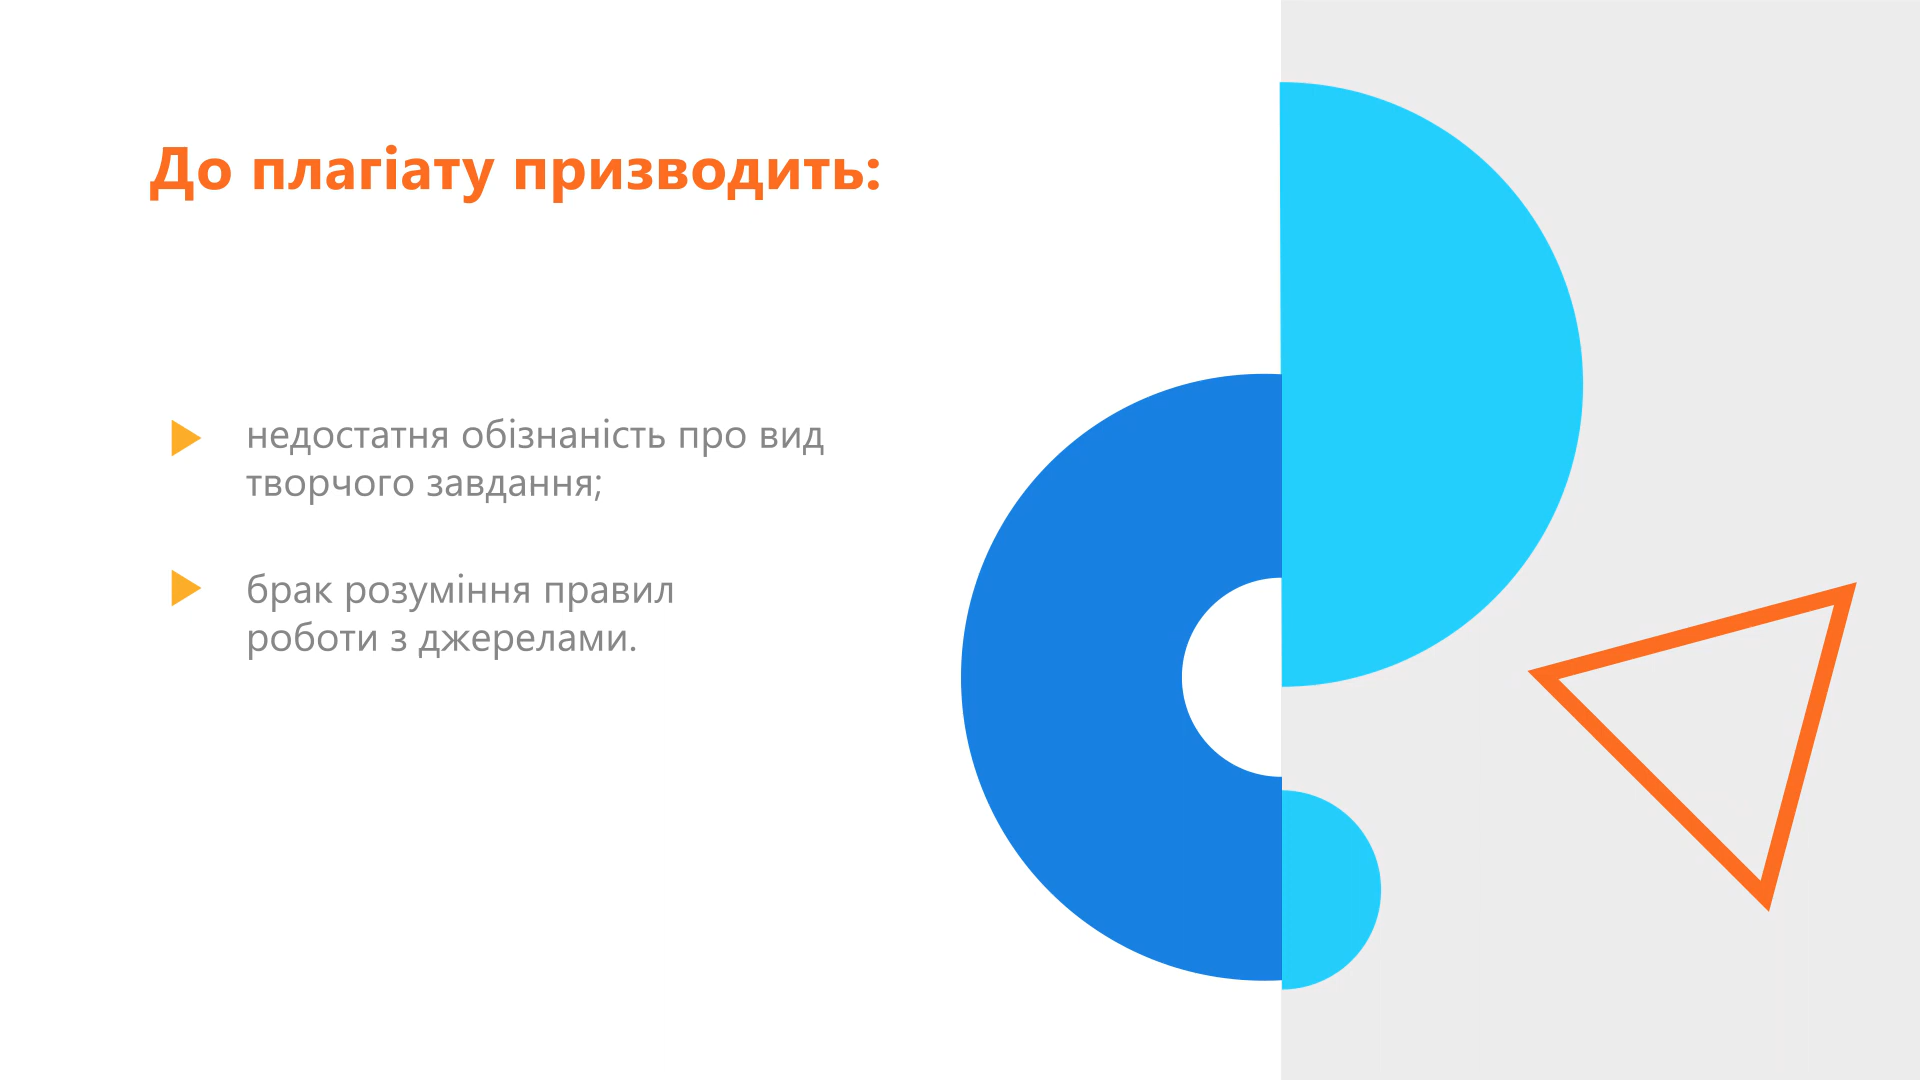 До плагіату призводить:
недостатня обізнаність про вид
творчого завдання;
брак розуміння правил
роботи з джерелами.